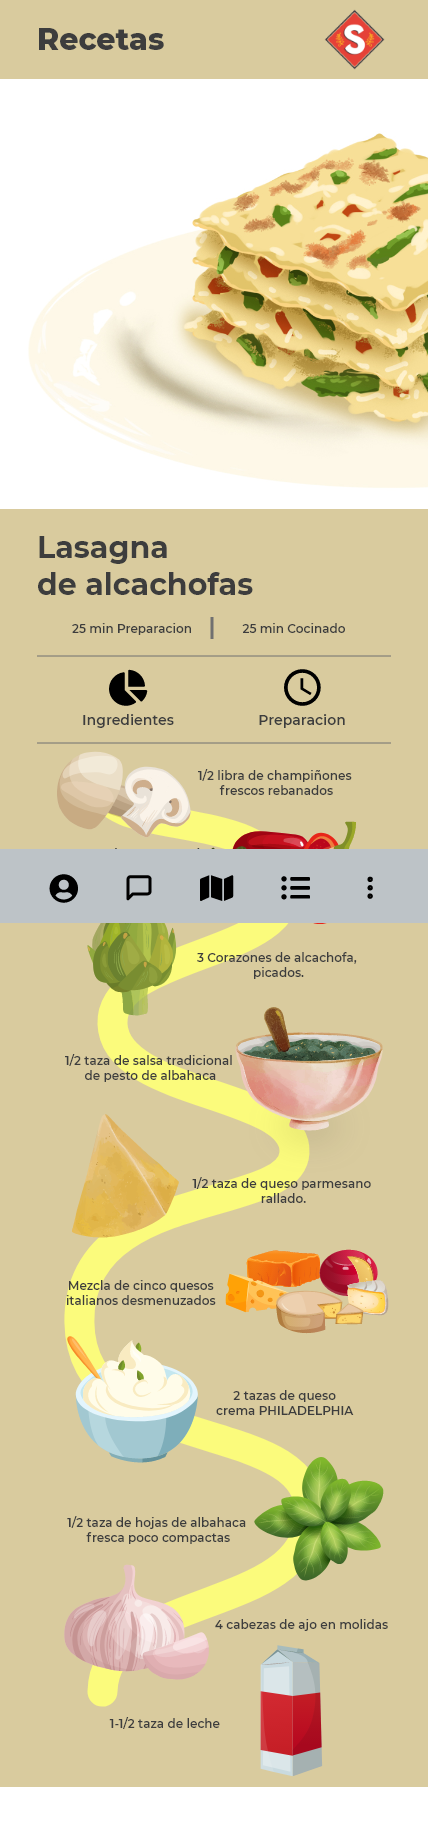 Recetas
S
Lasagna
de alcachofas
25 min Preparacion
25 min Cocinado
Ingredientes
Preparacion
1/2 libra de champiñones
frescos rebanados
3 Corazones de alcachofa,
picados.
1/2 taza de salsa tradicional
de pesto de albahaca
1/2 taza de queso parmesano
rallado.
Mezcla de cinco quesos
italianos desmenuzados
2 tazas de queso
crema PHILADELPHIA
1/2 taza de hojas de albahaca
fresca poco compactas
4 cabezas de ajo en molidas
1-1/2 taza de leche